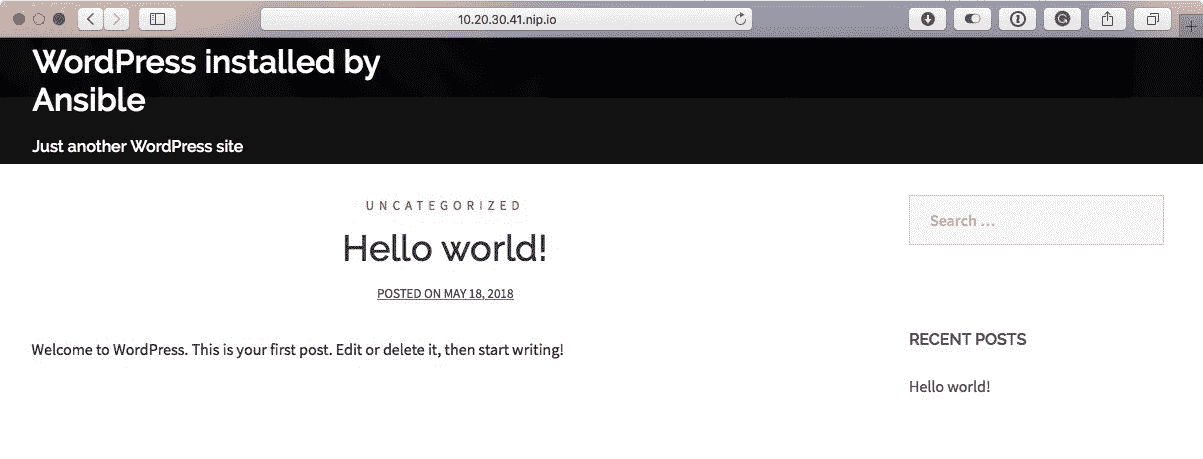 10.20.30.41.nip.io
WordPress installed by
Ansible
Just another WordPress site
UNCATEGORIZED
Hello world!
POSTED ON MAY 18, 2018
Welcome to WordPress. This is your first post. Edit or delete it, then start writing!
Search ...
RECENT POSTS
Hello world!